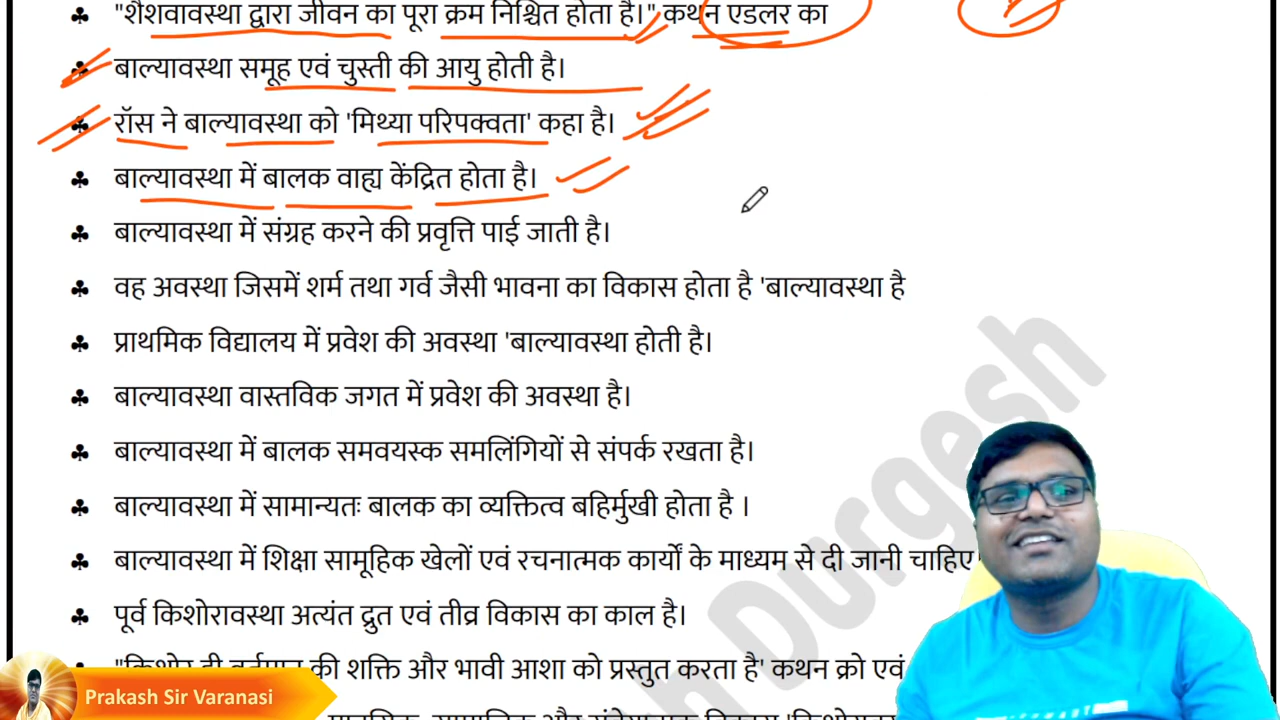 ♣ "शैशवावस्था द्वारा जीवन का पूरा क्रम निश्चित होता है।" कथन एडलर का
♣ बाल्यावस्था समूह एवं चुस्ती की आयु होती है।
♣ रॉस ने बाल्यावस्था को 'मिथ्या परिपक्वता' कहा है।
♣ बाल्यावस्था में बालक वाह्य केंद्रित होता है।
♣ बाल्यावस्था में संग्रह करने की प्रवृत्ति पाई जाती है।
♣ वह अवस्था जिसमें शर्म तथा गर्व जैसी भावना का विकास होता है 'बाल्यावस्था है
♣ प्राथमिक विद्यालय में प्रवेश की अवस्था 'बाल्यावस्था होती है।
♣ बाल्यावस्था वास्तविक जगत में प्रवेश की अवस्था है।
♣ बाल्यावस्था में बालक समवयस्क समलिंगियों से संपर्क रखता है।
♣ बाल्यावस्था में सामान्यतः बालक का व्यक्तित्व बहिर्मुखी होता है ।
♣ बाल्यावस्था में शिक्षा सामूहिक खेलों एवं रचनात्मक कार्यों के माध्यम से दी जानी चाहिए
♣ पूर्व किशोरावस्था अत्यंत द्रुत एवं तीव्र विकास का काल है।
♣ "किशोर ही वर्तमान की शक्ति और भावी आशा को प्रस्तुत करता है' कथन क्रो एवं
Durgesh
Prakash Sir Varanasi